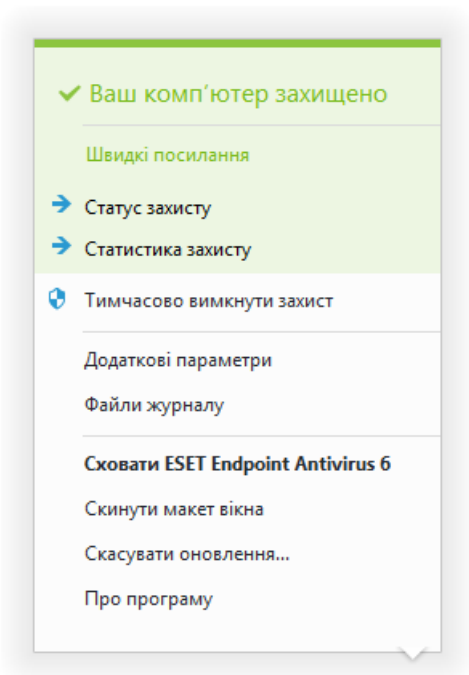 Ваш комп’ютер захищено
Швидкі посилання
Статус захисту
Статистика захисту
Тимчасово вимкнути захист
Додаткові параметри
Файли журналу
Сховати ESET Endpoint Antivirus 6
Скинути макет вікна
Скасувати оновлення...
Про програму